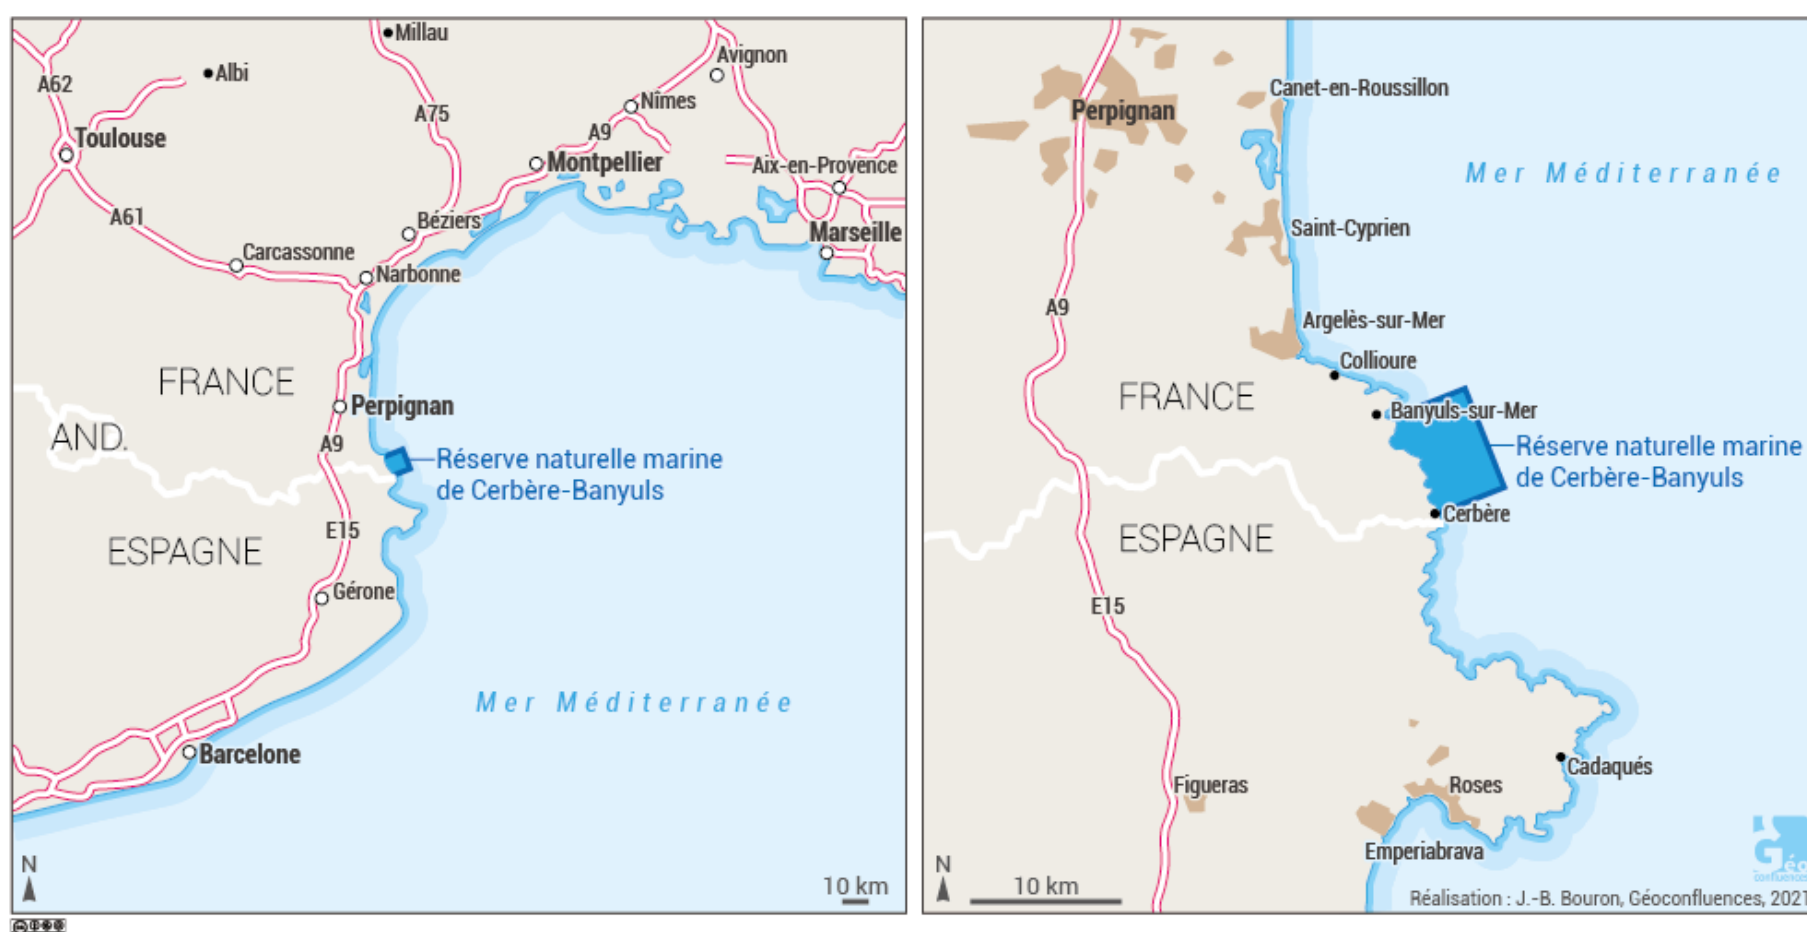 Millau
Albi
A62
Avignon
Nîmes
A75
A9
Toulouse
Montpellier
Aix-en-Provence
A61
Béziers
Marseille
Carcassonne
Narbonne
FRANCE
Perpignan
AND.
A9
Réserve naturelle marine
de Cerbère-Banyuls
E15
ESPAGNE
Gérone
Mer Méditerranée
Barcelone
N
10 km
Canet-en-Roussillon
Perpignan
Mer Méditerranée
Saint-Cyprien
A9
Argelès-sur-Mer
Collioure
FRANCE
Banyuls-sur-Mer
Réserve naturelle marine
de Cerbère-Banyuls
Cerbère
ESPAGNE
E15
Cadaqués
Figueras
Roses
Emperiabrava
N
10 km
Géo
confluences
Réalisation : J.-B. Bouron, Géoconfluences, 2021